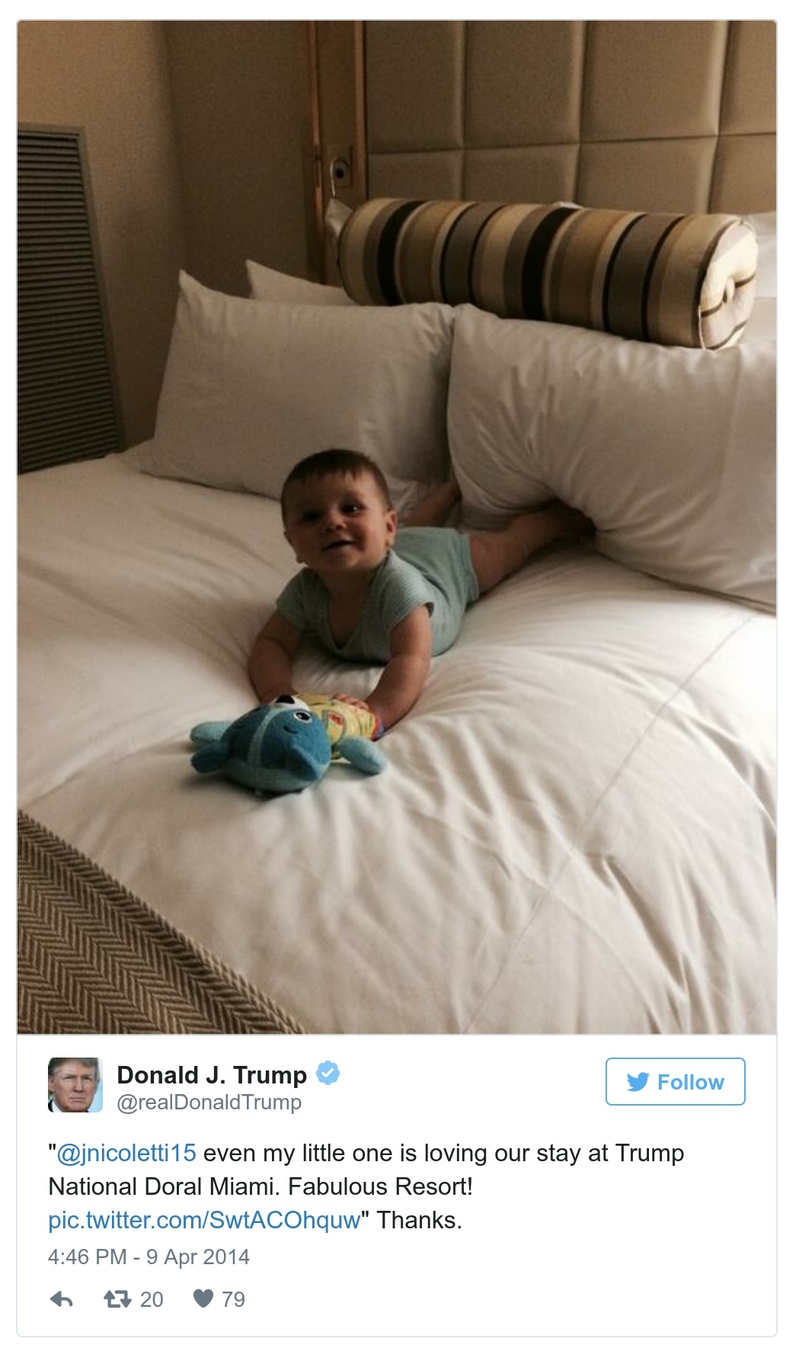 Donald J. Trump
Follow
@realDonaldTrump
"@jnicoletti15 even my little one is loving our stay at Trump
National Doral Miami. Fabulous Resort!
pic.twitter.com/SwtACOhquw" Thanks.
4:46 PM - 9 Apr 2014
20 79